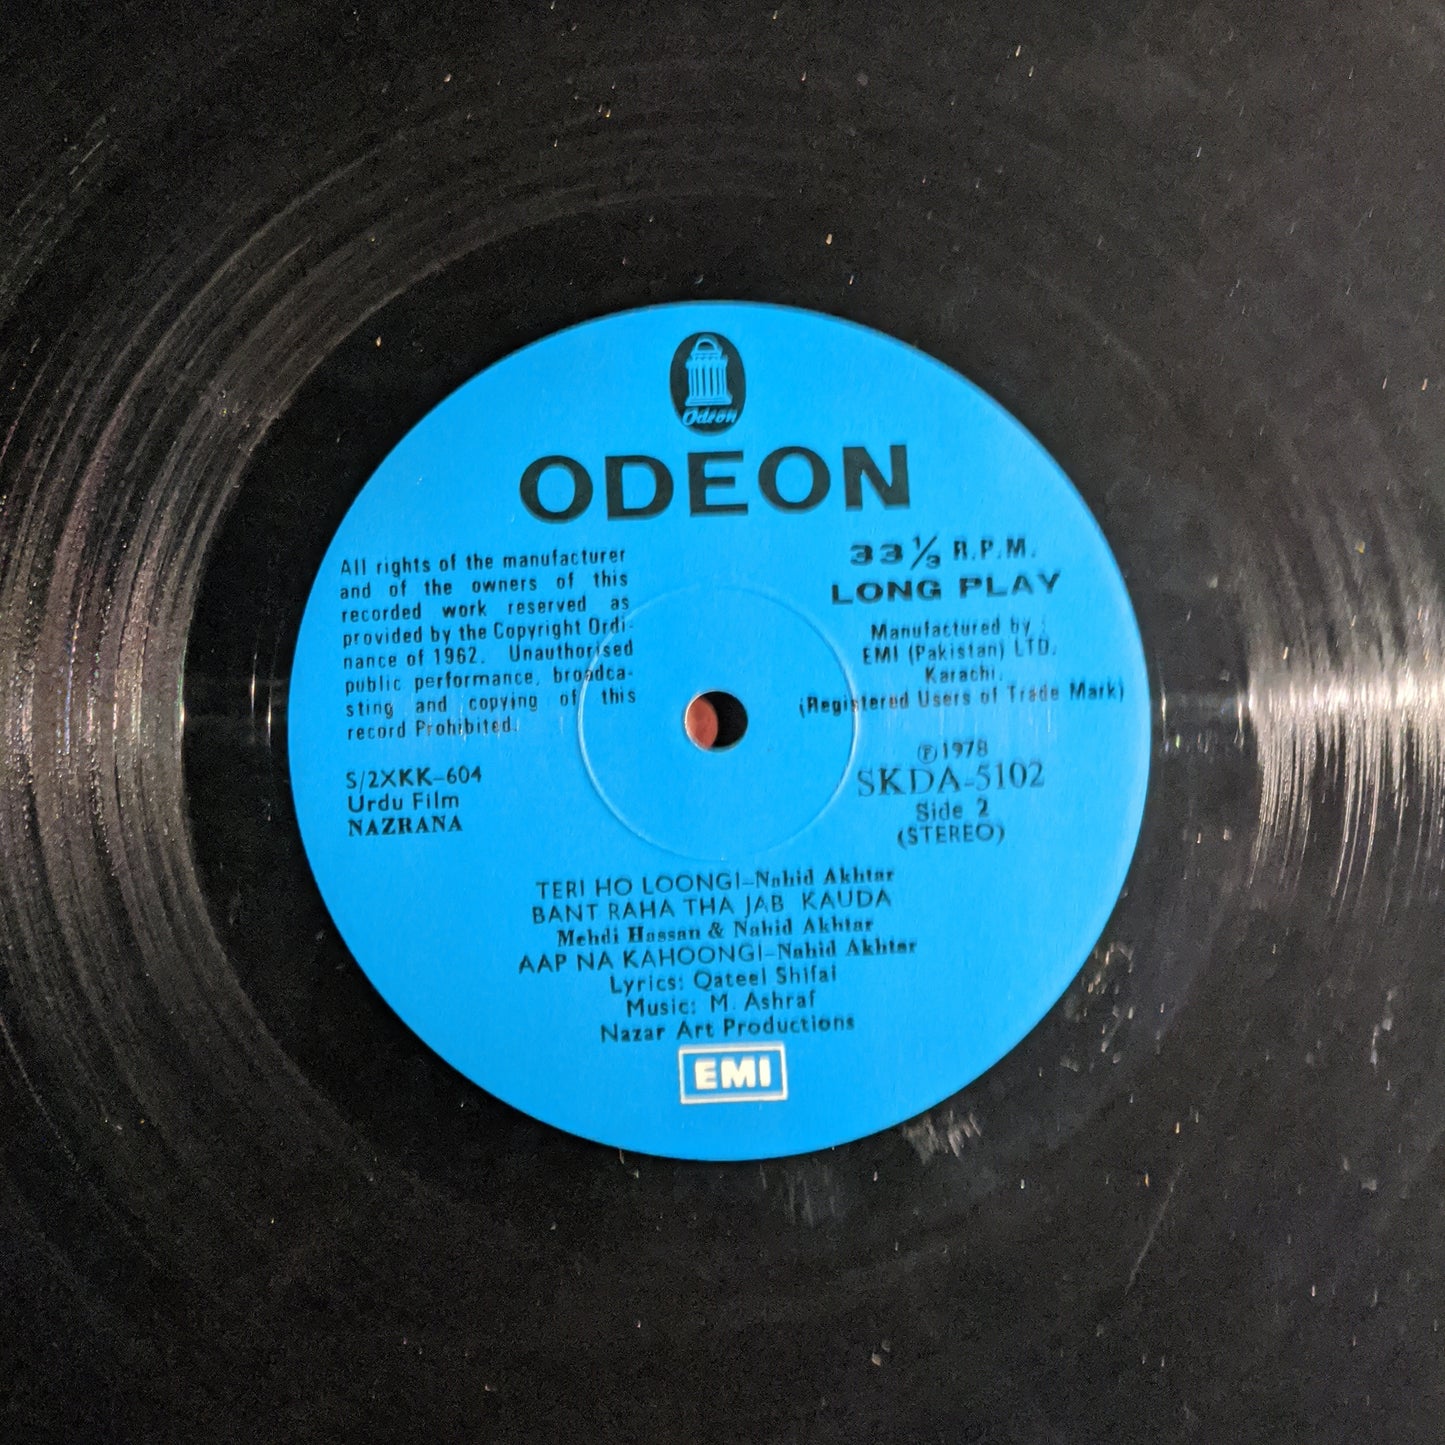 Odeon
ODEON
All rights of the manufacturer
and of the owners of this
recorded work reserved as
provided by the Copyright Ordi-
nance of 1962. Unauthorised
public performance, broadca-
sting and copying of this
record Prohibited.
33⅓ R.P.M.
LONG PLAY
Manufactured by :
EMI (Pakistan) LTD.
Karachi.
(Registered Users of Trade Mark)
S/2XKK-604
Urdu Film
NAZRANA
Ⓟ1978
SKDA-5102
Side 2
(STEREO)
TERI HO LOONGI-Nahid Akhtar
BANT RAHA THA JAB KAUDA
Mehdi Hassan & Nahid Akhtar
AAP NA KAHOONGI-Nahid Akhtar
Lyrics: Qateel Shifai
Music: M. Ashraf
Nazar Art Productions
EMI